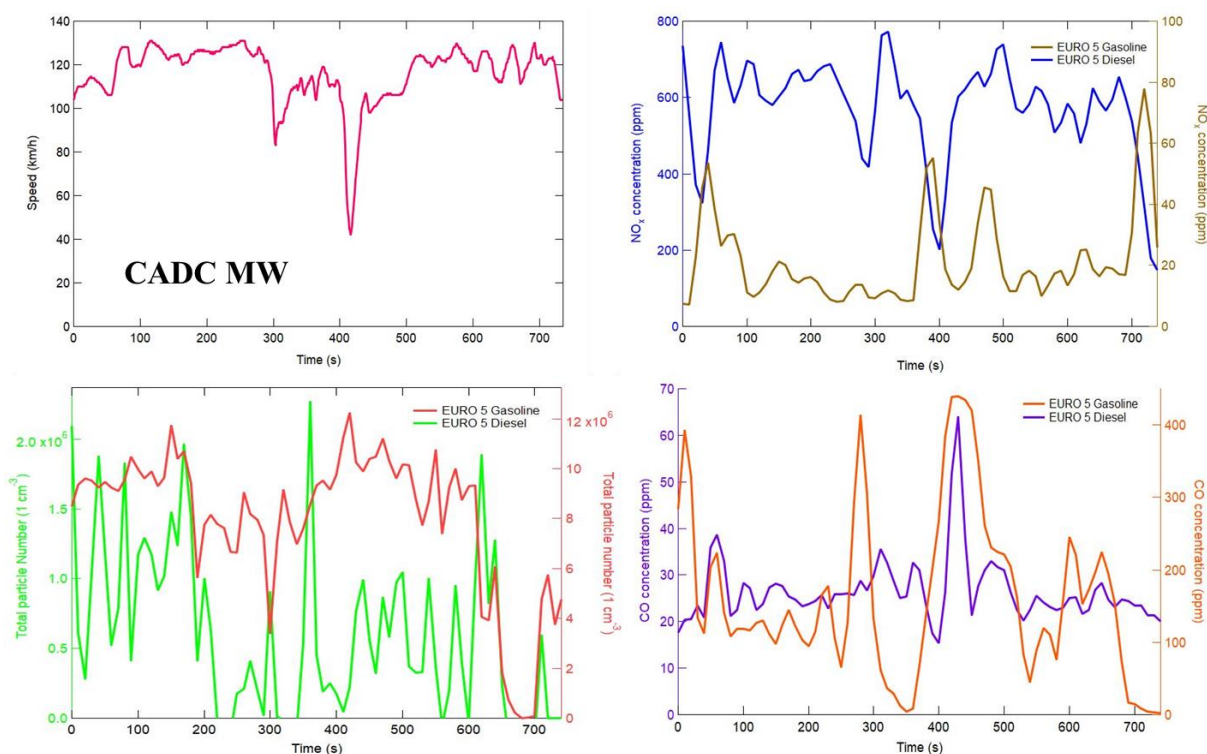 140
120
100
80
60
40
20
0
Speed (km/h)
CADC MW
0 100 200 300 400 500 600 700
Time (s)
800
600
400
200
0
NOx concentration (ppm)
EURO 5 Gasoline
EURO 5 Diesel
100
80
60
40
20
0
NOx concentration (ppm)
0 100 200 300 400 500 600 700
Time (s)
2.0 x10⁶
1.5
1.0
0.5
0.0
Total particle Number (1 cm⁻³)
EURO 5 Gasoline
EURO 5 Diesel
12 x10⁶
10
8
6
4
2
0
Total particle number (1 cm⁻³)
0 100 200 300 400 500 600 700
Time (s)
70
60
50
40
30
20
10
0
CO concentration (ppm)
EURO 5 Gasoline
EURO 5 Diesel
400
300
200
100
0
CO concentration (ppm)
0 100 200 300 400 500 600 700
Time (s)